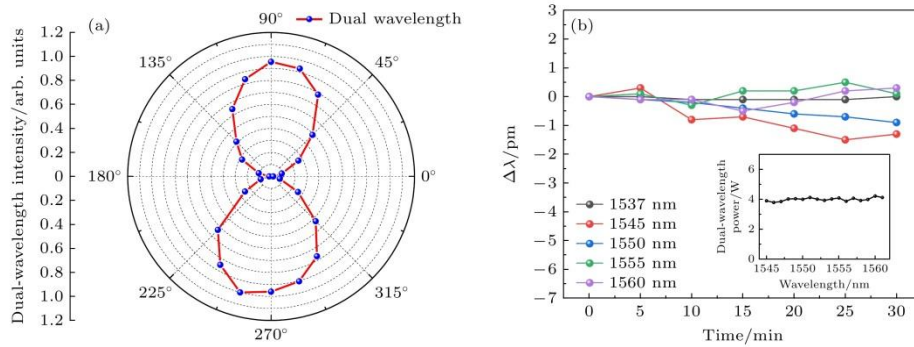 (a)
Dual wavelength
90°
45°
0°
315°
270°
225°
180°
135°
1.2
1.0
0.8
0.6
0.4
0.2
0
0.2
0.4
0.6
0.8
1.0
1.2
Dual-wavelength intensity/arb. units
(b)
3
2
1
0
-1
-2
-3
-4
-5
-6
-7
Δλ/pm
1537 nm
1545 nm
1550 nm
1555 nm
1560 nm
0 5 10 15 20 25 30
Time/min
6
4
2
0
Dual-wavelength
power/W
1545 1550 1555 1560
Wavelength/nm